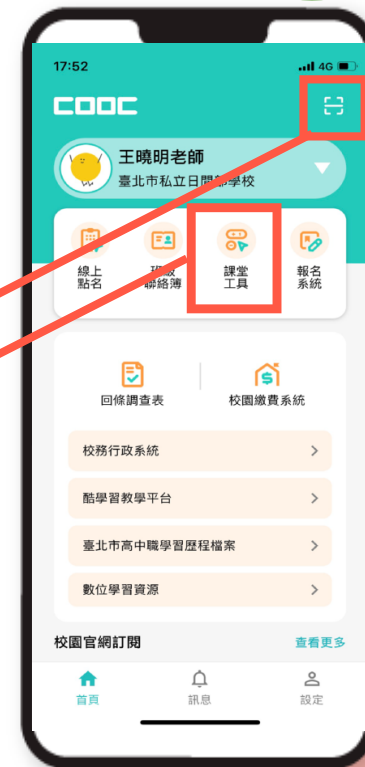 17:52
4G
COOC
王曉明老師
臺北市私立日間部學校
線上
點名
班級
聯絡簿
課堂
工具
報名
系統
回條調查表
校園繳費系統
校務行政系統
酷學習教學平台
臺北市高中職學習歷程檔案
數位學習資源
校園官網訂閱
查看更多
首頁
訊息
設定